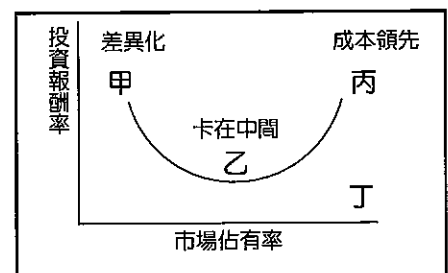 投資報酬率
差異化
成本領先
甲
丙
卡在中間
乙
丁
市場佔有率